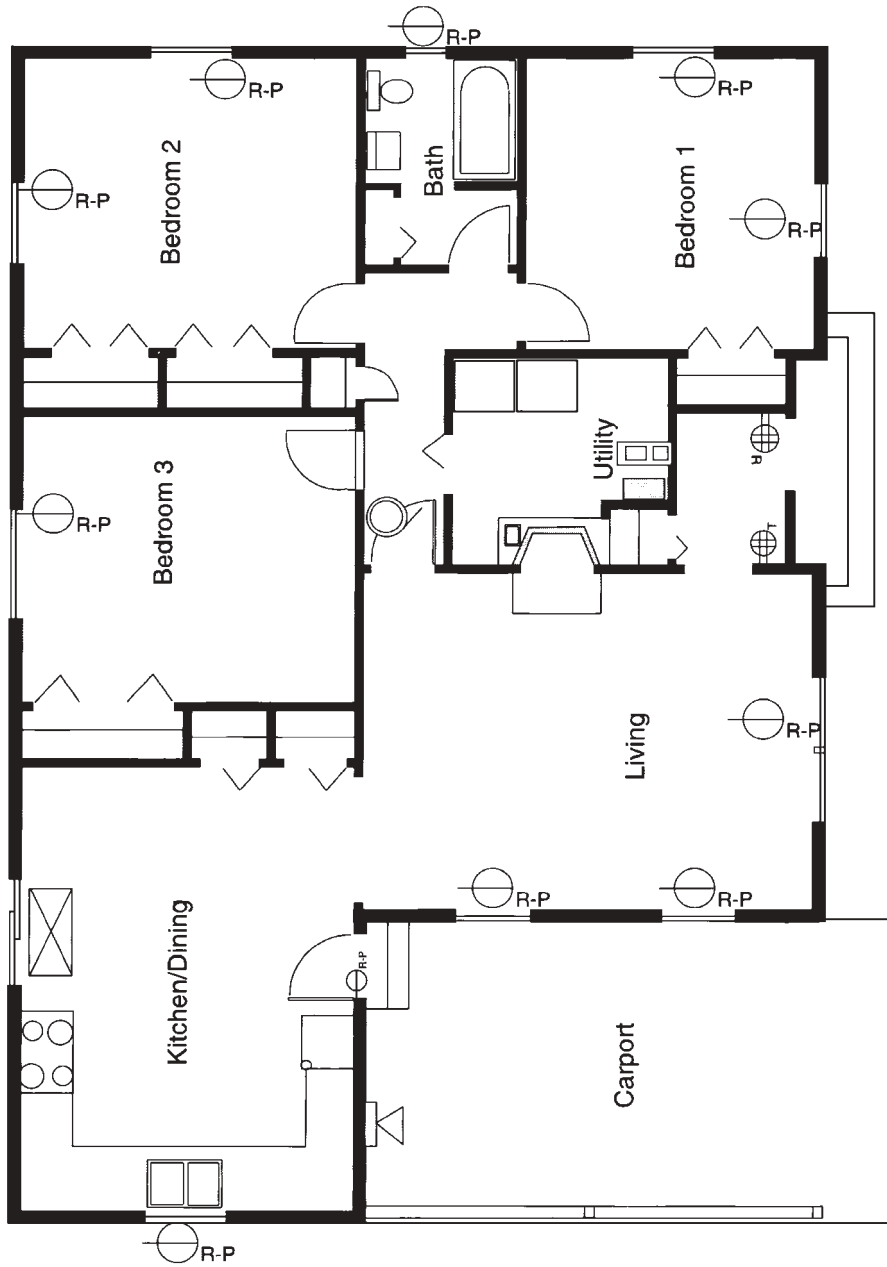 R-P
R-P
R-P
R-P
R-P
Bedroom 2
Bath
Bedroom 1
R
T
Utility
Bedroom 3
R-P
Living
R-P
R-P
R-P
Kitchen/Dining
R-P
Carport
R-P